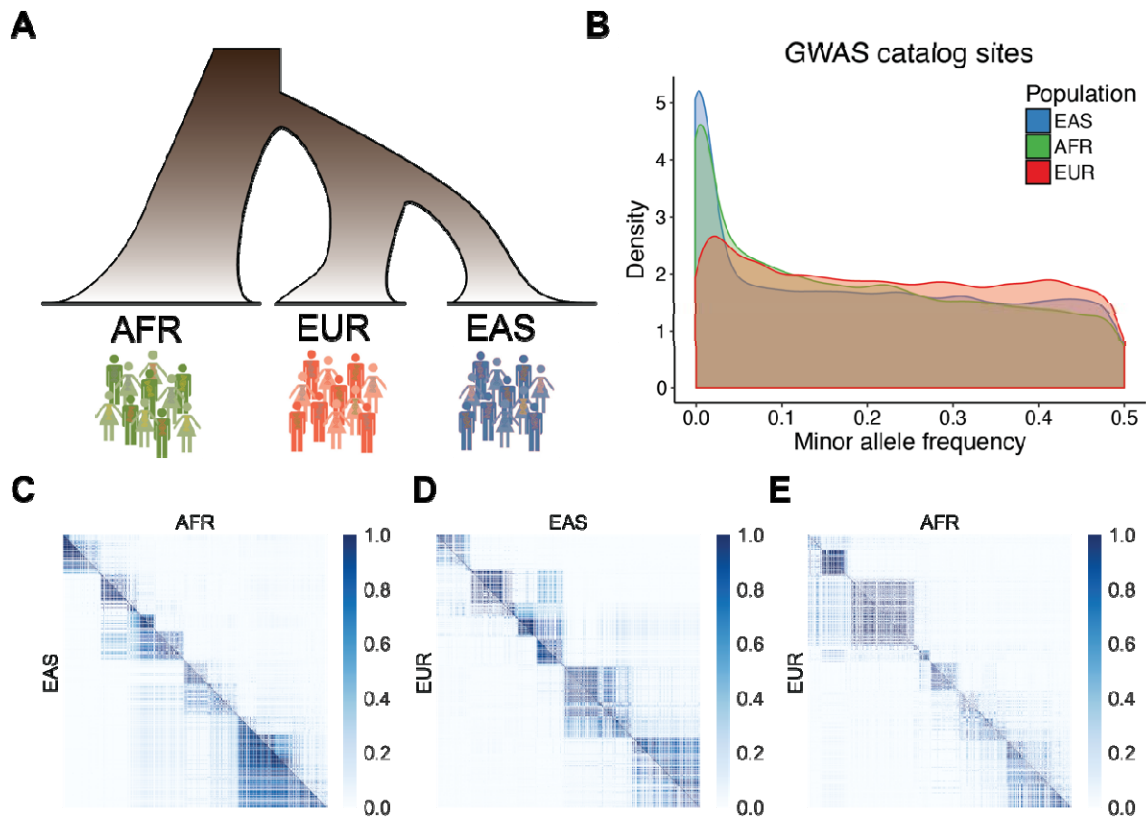 A
AFR
EUR
EAS
B
GWAS catalog sites
Population
EAS
AFR
EUR
Density
5
4
3
2
1
0
0.0
0.1
0.2
0.3
0.4
0.5
Minor allele frequency
C
AFR
EAS
1.0
0.8
0.6
0.4
0.2
0.0
D
EAS
EUR
1.0
0.8
0.6
0.4
0.2
0.0
E
AFR
EUR
1.0
0.8
0.6
0.4
0.2
0.0